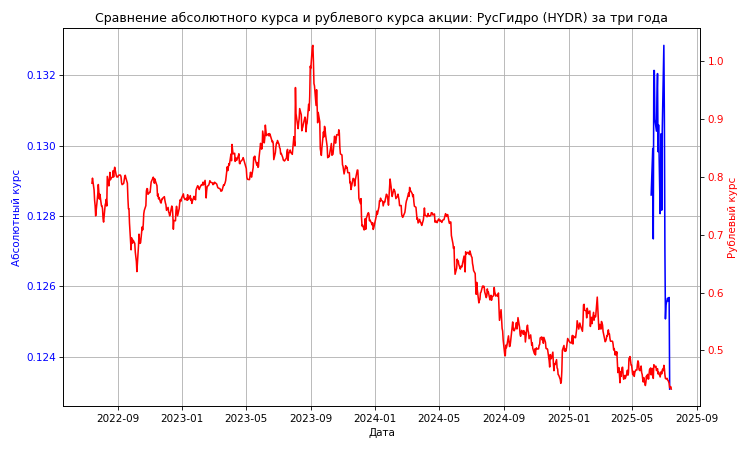 Сравнение абсолютного курса и рублевого курса акции: РусГидро (HYDR) за три года
0.132
0.130
0.128
0.126
0.124
Абсолютный курс
1.0
0.9
0.8
0.7
0.6
0.5
Рублевый курс
2022-09 2023-01 2023-05 2023-09 2024-01 2024-05 2024-09 2025-01 2025-05 2025-09
Дата